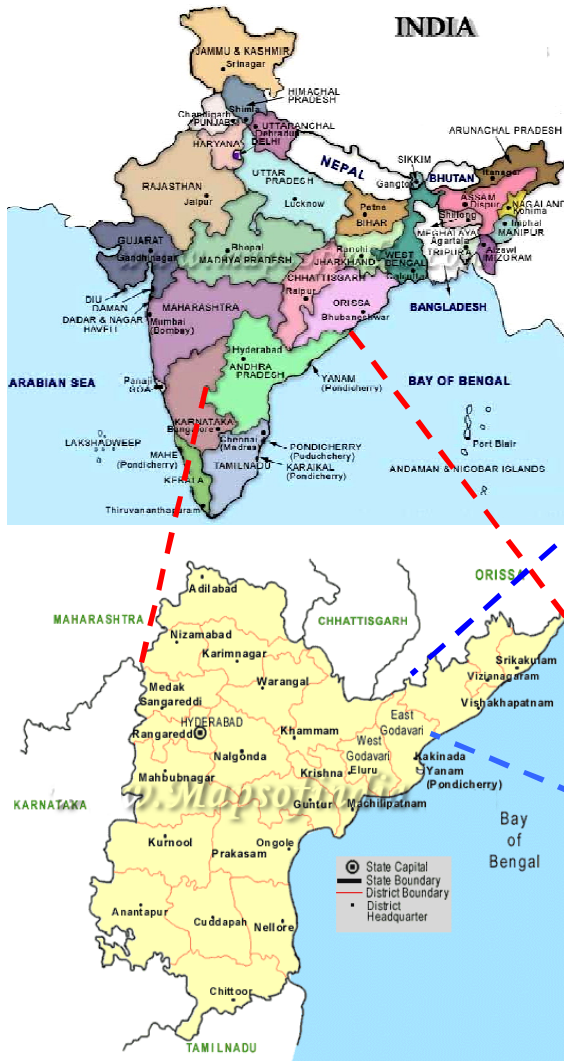 INDIA
JAMMU & KASHMIR
Srinagar
HIMACHAL
PRADESH
Shimla
Chandigarh
PUNJAB
UTTARANCHAL
Dehradun
HARYANA
DELHI
ARUNACHAL PRADESH
NEPAL
SIKKIM
Gangtok
BHUTAN
Itanagar
RAJASTHAN
Jaipur
UTTAR
PRADESH
Lucknow
Patna
BIHAR
ASSAM
Dispur
NAGALAND
Kohima
Shillong
MEGHALAYA
Imphal
MANIPUR
Agartala
TRIPURA
Aizawl
MIZORAM
GUJARAT
Gandhinagar
Bhopal
MADHYA PRADESH
Ranchi
JHARKHAND
WEST
BENGAL
Calcutta
CHHATTISGARH
Raipur
DIU
DAMAN
DADAR & NAGAR
HAVELI
MAHARASHTRA
Mumbai
(Bombay)
ORISSA
Bhubaneshwar
BANGLADESH
Hyderabad
ANDHRA
PRADESH
YANAM
(Pondicherry)
ARABIAN SEA
BAY OF BENGAL
Panaji
GOA
KARNATAKA
Bangalore
Chennai
(Madras)
PONDICHERRY
(Puduchchery)
LAKSHADWEEP
MAHE
(Pondicherry)
KARAIKAL
(Pondicherry)
TAMILNADU
KERALA
Thiruvananthapuram
Port Blair
ANDAMAN & NICOBAR ISLANDS
ORISSA
Adilabad
MAHARASHTRA
CHHATTISGARH
Nizamabad
Karimnagar
Srikakulam
Vizianagaram
Warangal
Medak
Sangareddi
Vishakhapatnam
HYDERABAD
East
Godavari
Rangareddi
Khammam
West
Godavari
Nalgonda
Kakinada
Mahbubnagar
Krishna
Eluru
Yanam
(Pondicherry)
KARNATAKA
w.Mapsofindia
Guntur
Machilipatnam
Bay
of
Bengal
Kurnool
Ongole
Prakasam
State Capital
State Boundary
District Boundary
District
Headquarter
Anantapur
Cuddapah
Nellore
Chittoor
TAMILNADU